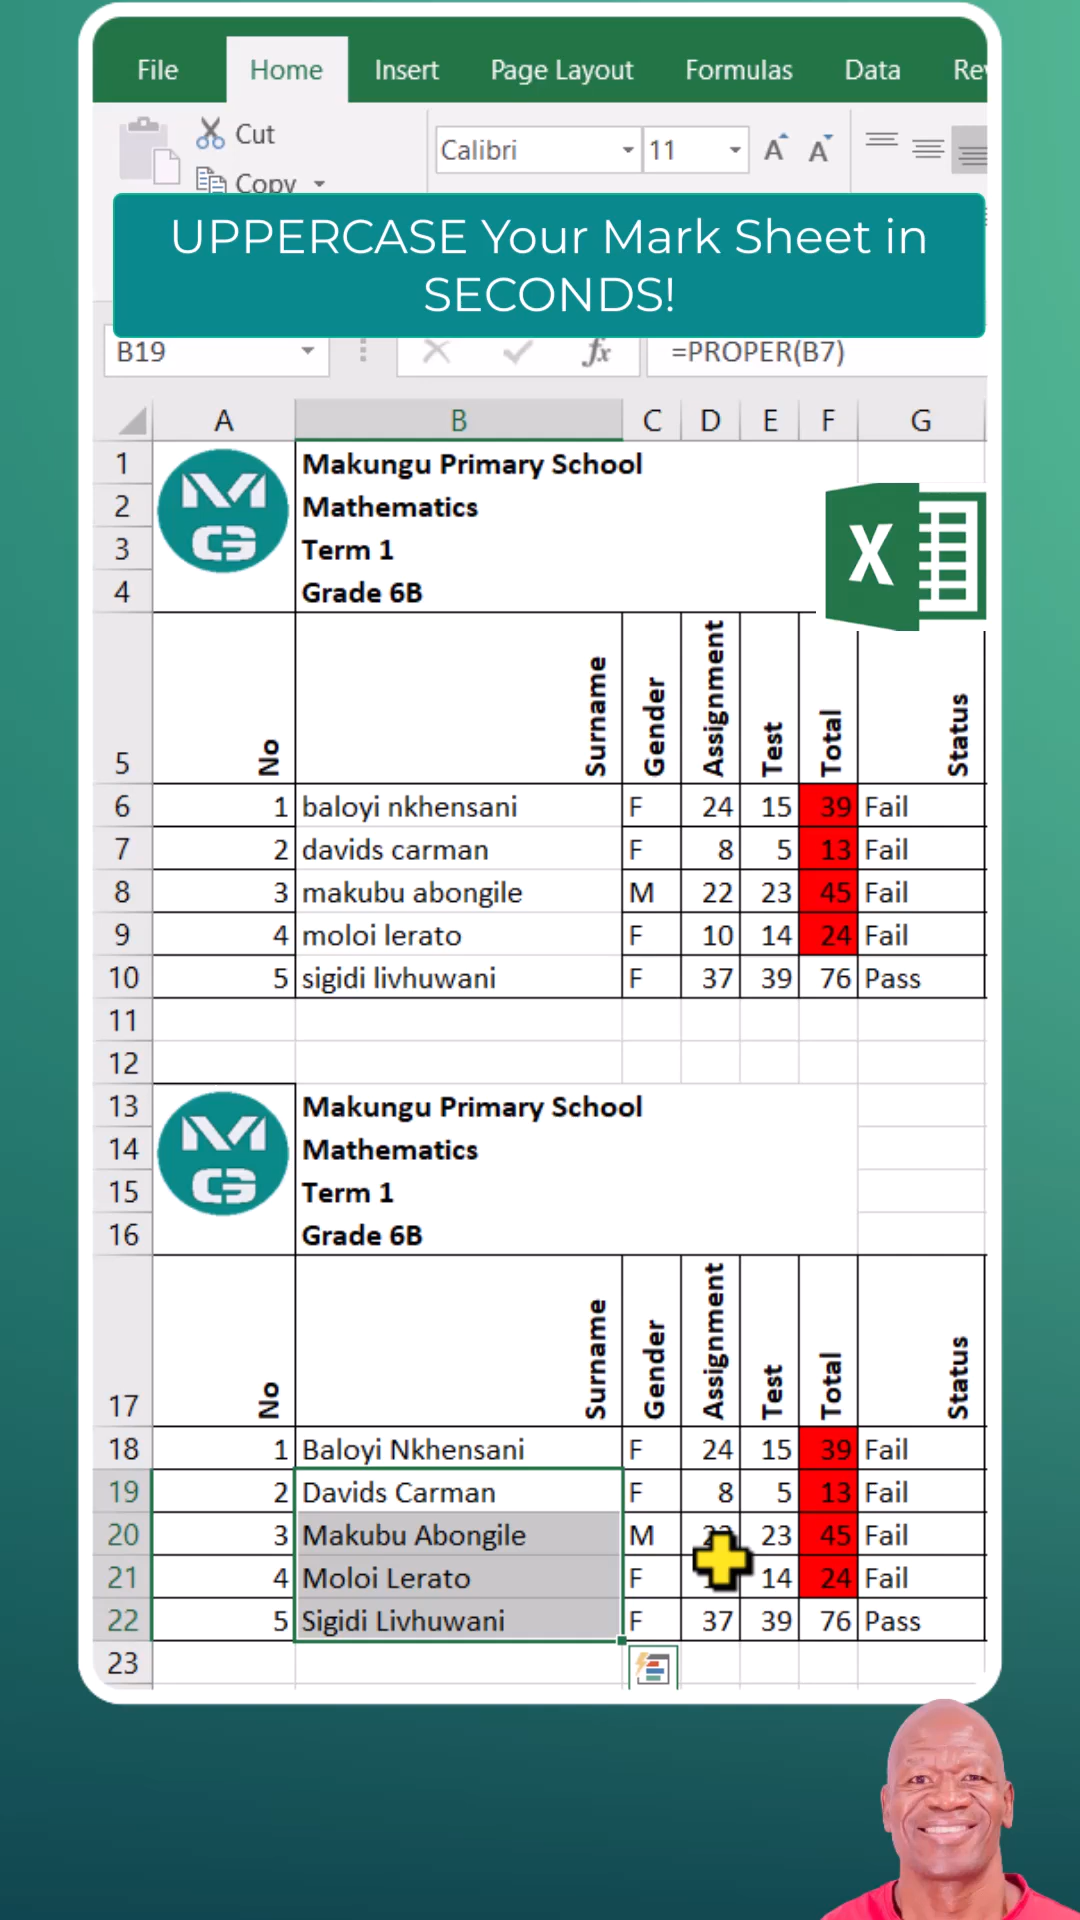 File Home Insert Page Layout Formulas Data Rev
Cut
Calibri 11 A A
Copy
UPPERCASE Your Mark Sheet in
SECONDS!
B19 fx =PROPER(B7)
A B C D E F G
1 Makungu Primary School
2 Mathematics
3 Term 1
4 Grade 6B
MG
X
5 No Surname Gender Assignment Test Total Status
6 1 baloyi nkhensani F 24 15 39 Fail
7 2 davids carman F 8 5 13 Fail
8 3 makubu abongile M 22 23 45 Fail
9 4 moloi lerato F 10 14 24 Fail
10 5 sigidi livhuwani F 37 39 76 Pass
11
12
13 Makungu Primary School
14 Mathematics
15 Term 1
16 Grade 6B
MG
17 No Surname Gender Assignment Test Total Status
18 1 Baloyi Nkhensani F 24 15 39 Fail
19 2 Davids Carman F 8 5 13 Fail
20 3 Makubu Abongile M 23 45 Fail
21 4 Moloi Lerato F 14 24 Fail
22 5 Sigidi Livhuwani F 37 39 76 Pass
23